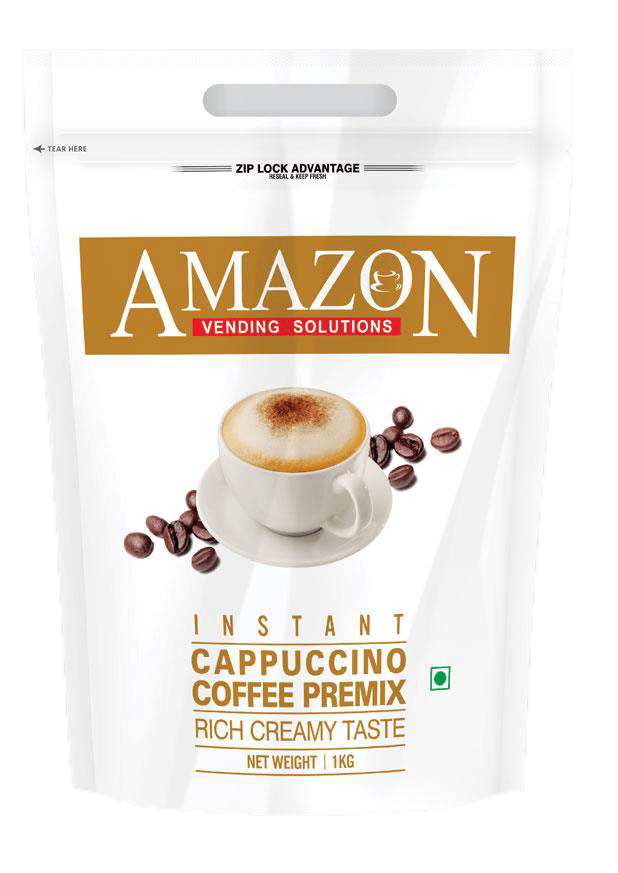 TEAR HERE
ZIP LOCK ADVANTAGE
RESEAL & KEEP FRESH
AMAZON
VENDING SOLUTIONS
INSTANT
CAPPUCCINO
COFFEE PREMIX
RICH CREAMY TASTE
NET WEIGHT | 1KG